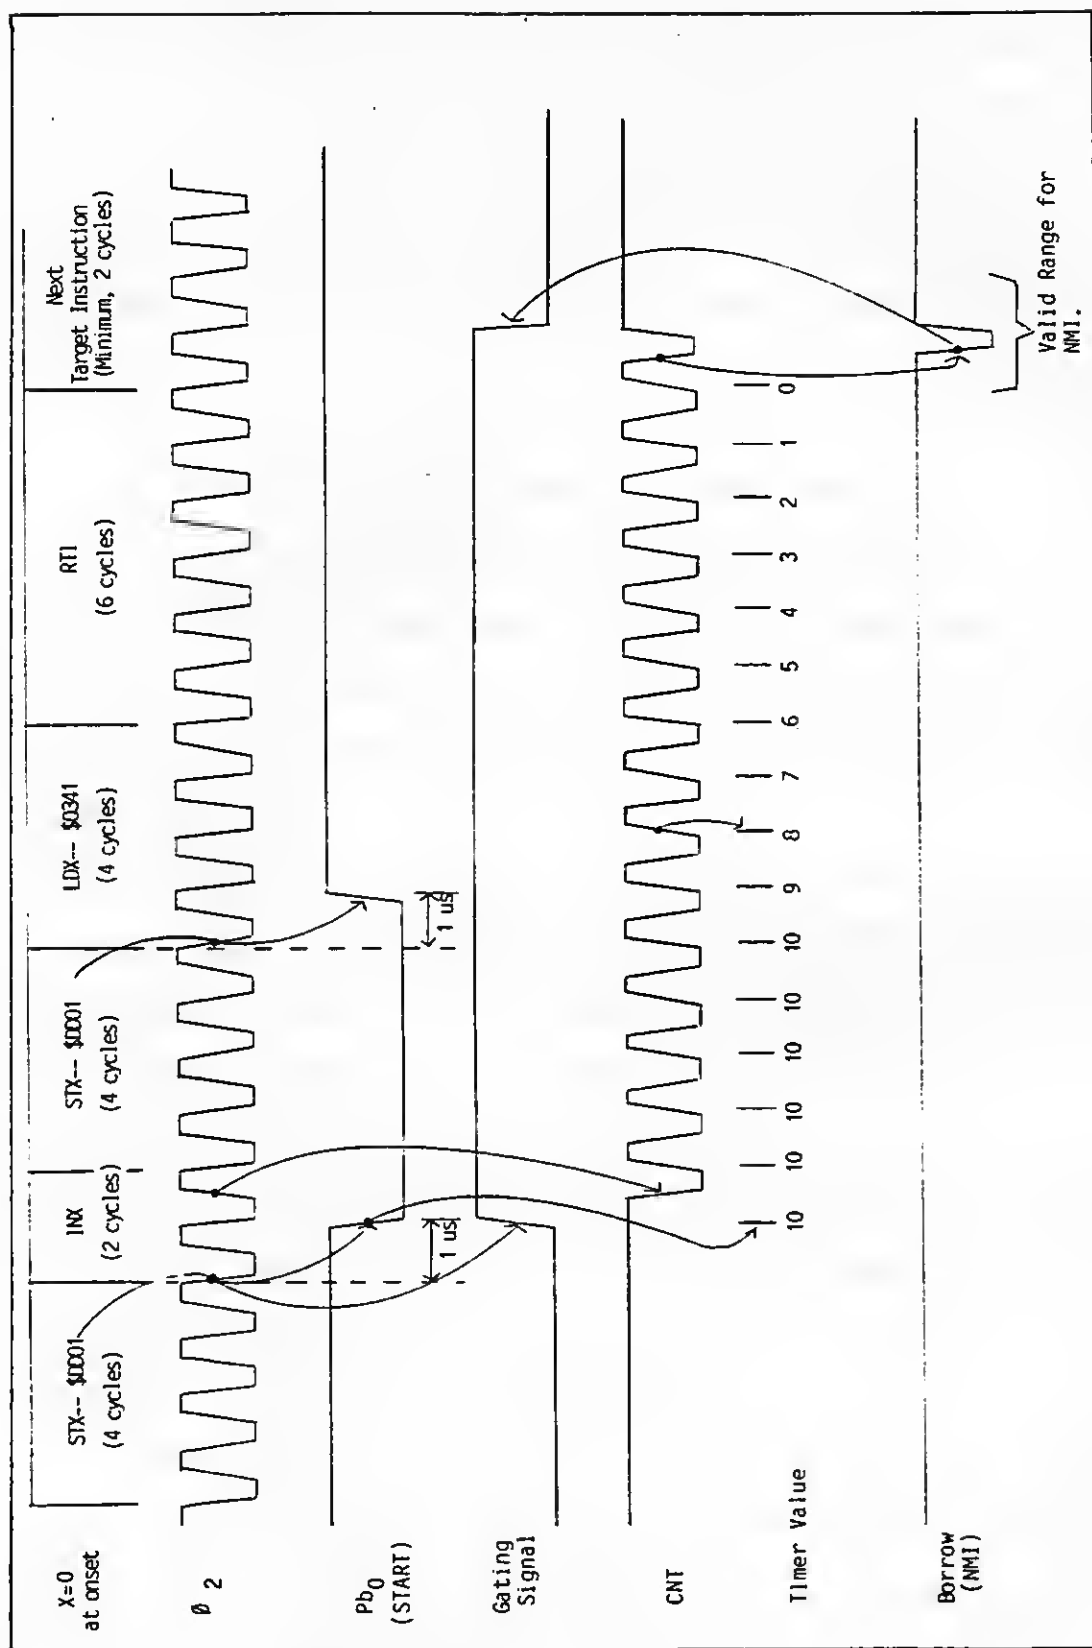 X=0
at onset
STX-- $DD01
(4 cycles)
INX
(2 cycles)
STX-- $DD01
(4 cycles)
LDX-- $0341
(4 cycles)
RTI
(6 cycles)
Next
Target Instruction
(Minimum, 2 cycles)
Ø 2
Pb0
(START)
1 us
1 us
Gating
Signal
CNT
Timer Value
10
10
10
10
10
10
9
8
7
6
5
4
3
2
1
0
Borrow
(NMI)
Valid Range for
NMI.